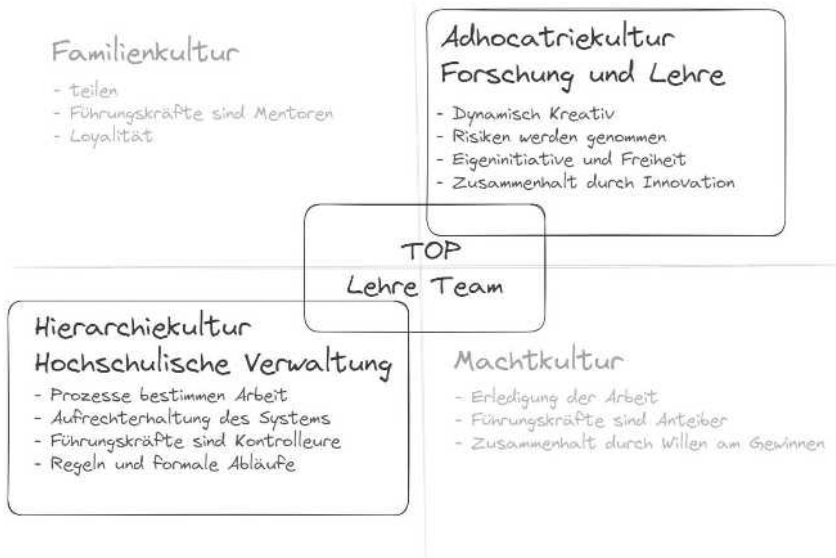 Familienkultur
- teilen
- Führungskräfte sind Mentoren
- Loyalität
Adhocatriekultur
Forschung und Lehre
- Dynamisch Kreativ
- Risiken werden genommen
- Eigeninitiative und Freiheit
- Zusammenhalt durch Innovation
TOP
Lehre Team
Hierarchiekultur
Hochschulische Verwaltung
- Prozesse bestimmen Arbeit
- Aufrechterhaltung des Systems
- Führungskräfte sind Kontrolleure
- Regeln und formale Abläufe
Machtkultur
- Erledigung der Arbeit
- Führungskräfte sind Anteiber
- Zusammenhalt durch Willen am Gewinnen